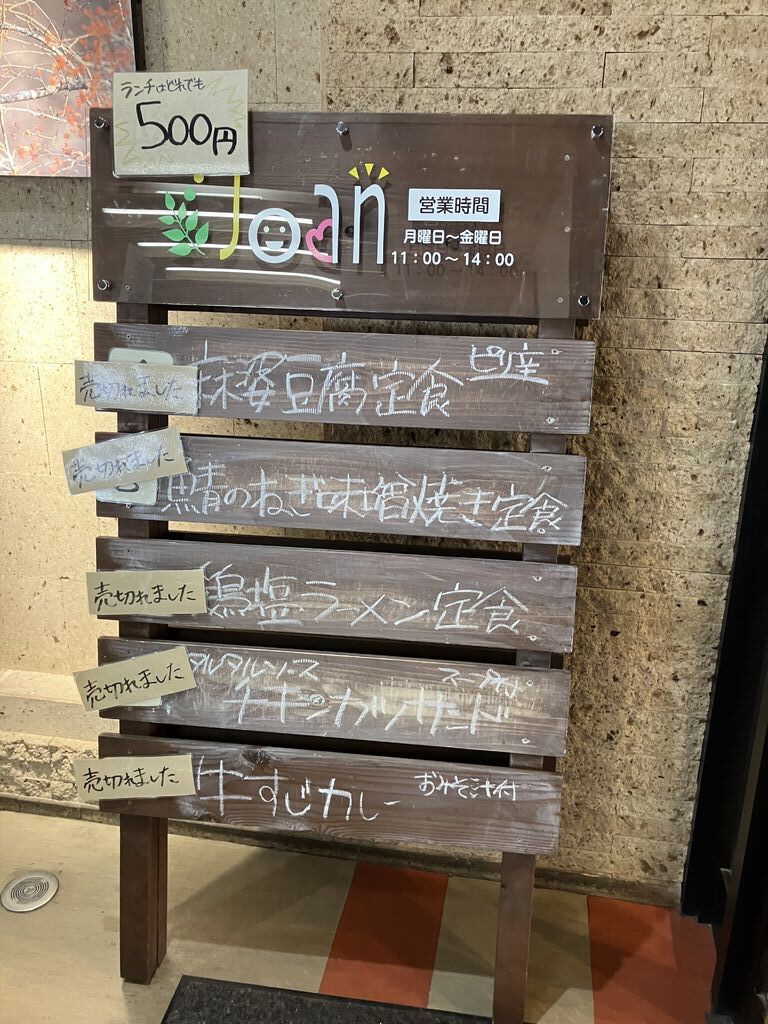 ランチはどれでも
500円
Joan
営業時間
月曜日～金曜日
11:00～14:00
売切れました
麻婆豆腐定食
売切れました
鯖のねぎ味噌焼き定食
売切れました
鶏塩ラーメン定食
売切れました
タルタルソース
スープ付
チキンカツサンド
売切れました
牛すじカレー おみそ汁付